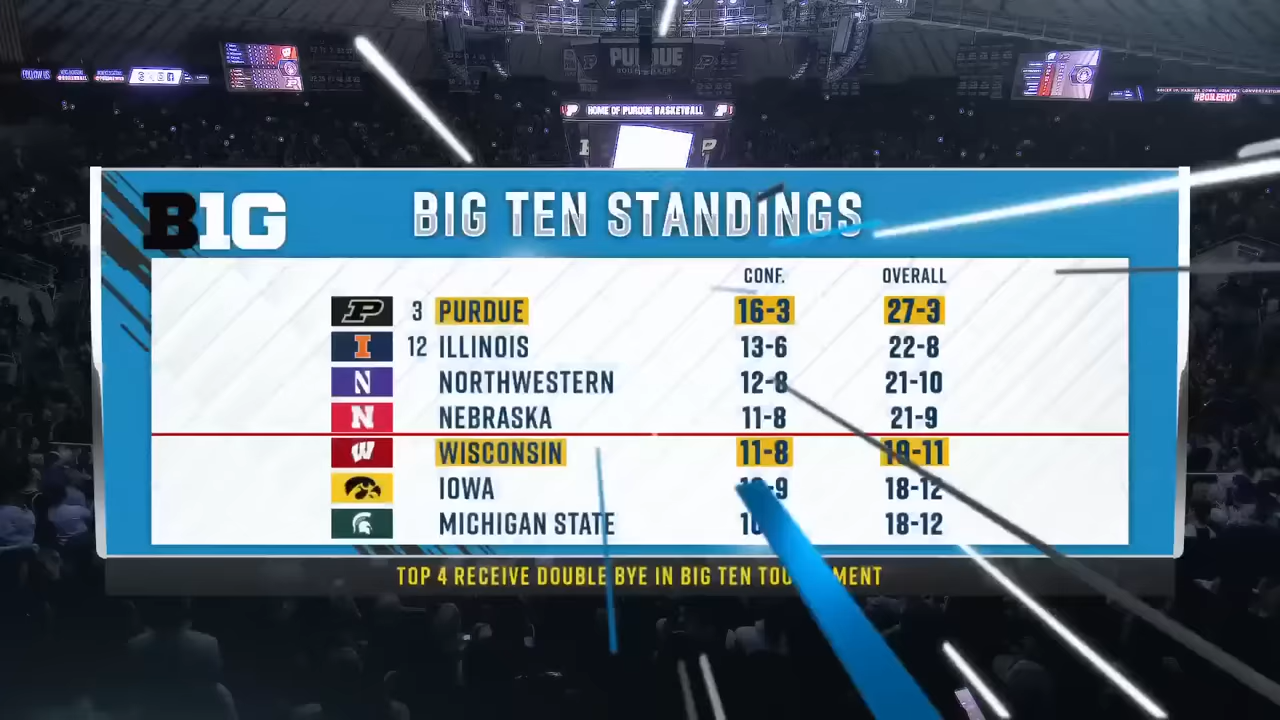 PURDUE
FOLLOW US
HOME OF PURDUE BASKETBALL
#BOILERUP
B1G
BIG TEN STANDINGS
CONF. OVERALL
3 PURDUE 16-3 27-3
12 ILLINOIS 13-6 22-8
NORTHWESTERN 12-8 21-10
NEBRASKA 11-8 21-9
WISCONSIN 11-8 19-11
IOWA 18-12
MICHIGAN STATE 18-12
TOP 4 RECEIVE DOUBLE BYE IN BIG TEN